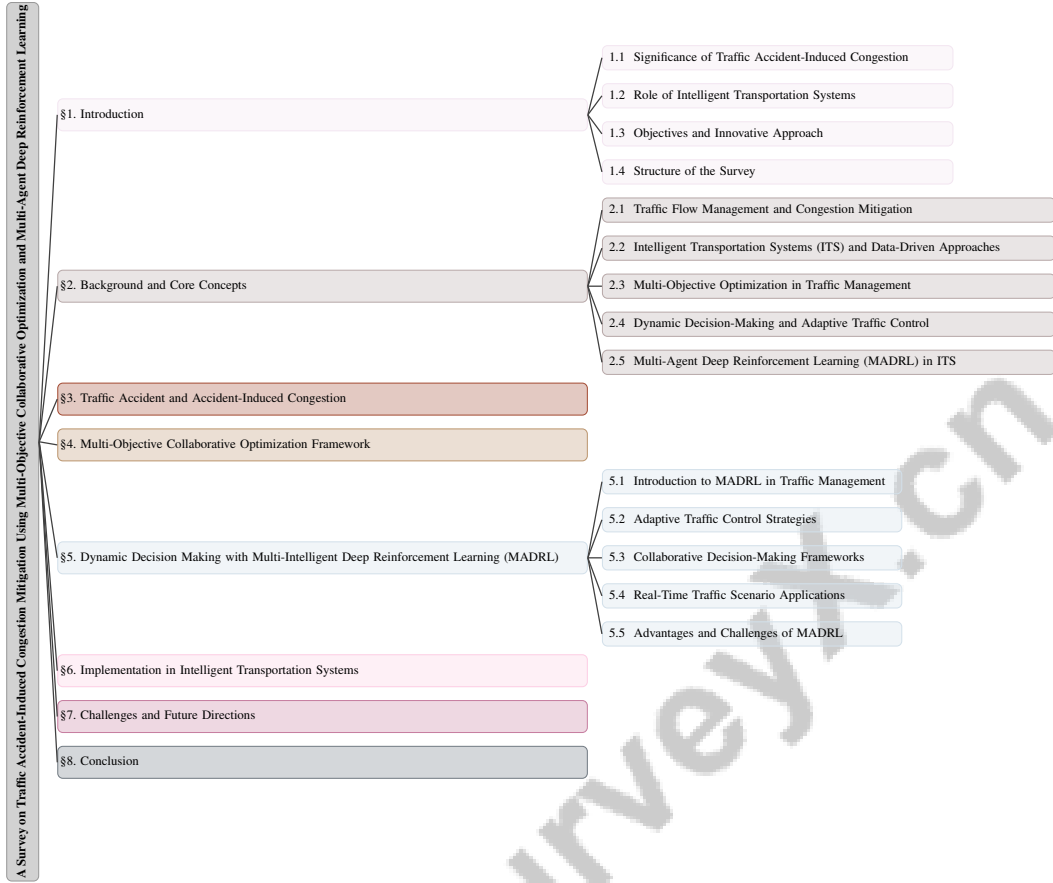 A Survey on Traffic Accident-Induced Congestion Mitigation Using Multi-Objective Collaborative Optimization and Multi-Agent Deep Reinforcement Learning
§1. Introduction
1.1 Significance of Traffic Accident-Induced Congestion
1.2 Role of Intelligent Transportation Systems
1.3 Objectives and Innovative Approach
1.4 Structure of the Survey
§2. Background and Core Concepts
2.1 Traffic Flow Management and Congestion Mitigation
2.2 Intelligent Transportation Systems (ITS) and Data-Driven Approaches
2.3 Multi-Objective Optimization in Traffic Management
2.4 Dynamic Decision-Making and Adaptive Traffic Control
2.5 Multi-Agent Deep Reinforcement Learning (MADRL) in ITS
§3. Traffic Accident and Accident-Induced Congestion
§4. Multi-Objective Collaborative Optimization Framework
§5. Dynamic Decision Making with Multi-Intelligent Deep Reinforcement Learning (MADRL)
5.1 Introduction to MADRL in Traffic Management
5.2 Adaptive Traffic Control Strategies
5.3 Collaborative Decision-Making Frameworks
5.4 Real-Time Traffic Scenario Applications
5.5 Advantages and Challenges of MADRL
§6. Implementation in Intelligent Transportation Systems
§7. Challenges and Future Directions
§8. Conclusion
urveyx.cn